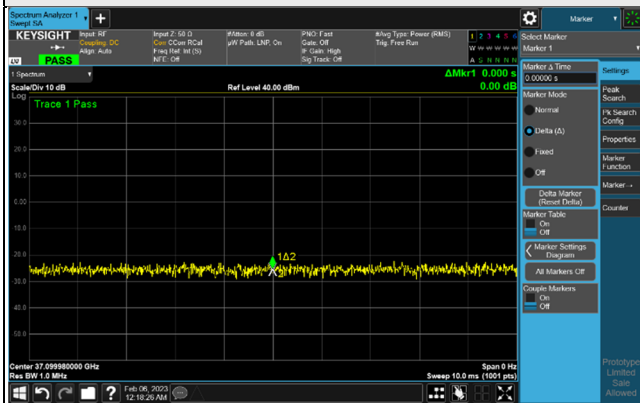 Spectrum Analyzer 1
Swept SA
+
Marker
KEYSIGHT
Input: RF
Coupling: DC
Align: Auto
Input Z: 50 Ω
Corr CCorr RCal
Freq Ref: Int (S)
NFE: Off
#Atten: 0 dB
µW Path: LNP, On
PNO: Fast
Gate: Off
IF Gain: High
Sig Track: Off
#Avg Type: Power (RMS)
Trig: Free Run
1 2 3 4 5 6
W W W W W W
A S N N N N
LXI
PASS
Select Marker
Marker 1
1 Spectrum
ΔMkr1 0.000 s
0.00 dB
Scale/Div 10 dB
Ref Level 40.00 dBm
Log
Trace 1 Pass
30.0
20.0
10.0
0.00
-10.0
-20.0
-30.0
-40.0
-50.0
1Δ2
Center 37.099980000 GHz
Res BW 1.0 MHz
Span 0 Hz
Sweep 10.0 ms (1001 pts)
Marker Δ Time
0.00000 s
Marker Mode
Normal
Delta (Δ)
Fixed
Off
Delta Marker
(Reset Delta)
Marker Table
On
Off
Marker Settings
Diagram
All Markers Off
Couple Markers
On
Off
Settings
Peak
Search
Pk Search
Config
Properties
Marker
Function
Marker→
Counter
Prototype
Limited
Sale
Allowed
?
Feb 06, 2023
12:18:26 AM